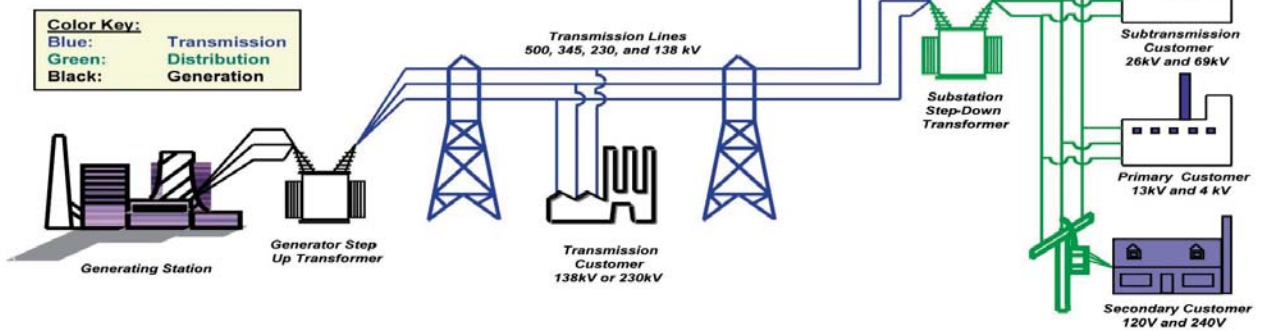 Color Key:
Blue: Transmission
Green: Distribution
Black: Generation
Transmission Lines
500, 345, 230, and 138 kV
Subtransmission
Customer
26kV and 69kV
Substation
Step-Down
Transformer
Primary Customer
13kV and 4 kV
Generating Station
Generator Step
Up Transformer
Transmission
Customer
138kV or 230kV
Secondary Customer
120V and 240V